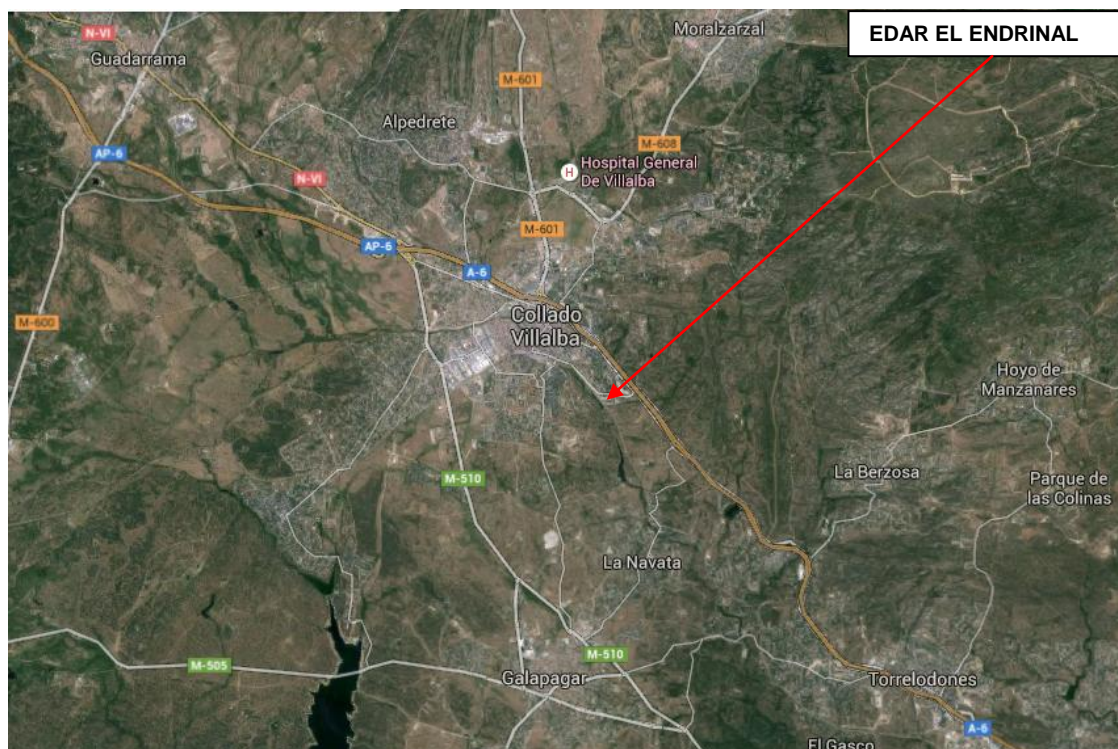 EDAR EL ENDRINAL
N-VI
Guadarrama
Moralzarzal
M-601
Alpedrete
M-608
AP-6
Hospital General
De Villalba
H
N-VI
M-601
AP-6
A-6
M-600
Collado
Villalba
Hoyo de
Manzanares
La Berzosa
M-510
Parque de
las Colinas
La Navata
M-505
M-510
Galapagar
Torrelodones
A-6
El Gasco